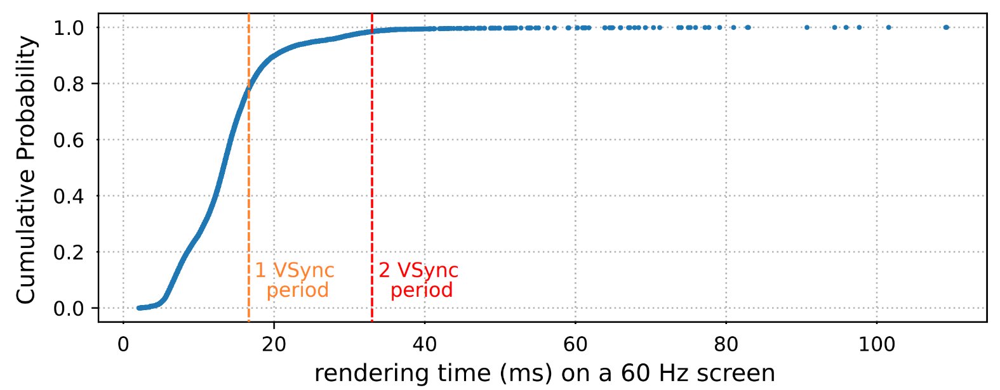 Cumulative Probability
1.0
0.8
0.6
0.4
0.2
0.0
1 VSync
period
2 VSync
period
0 20 40 60 80 100
rendering time (ms) on a 60 Hz screen